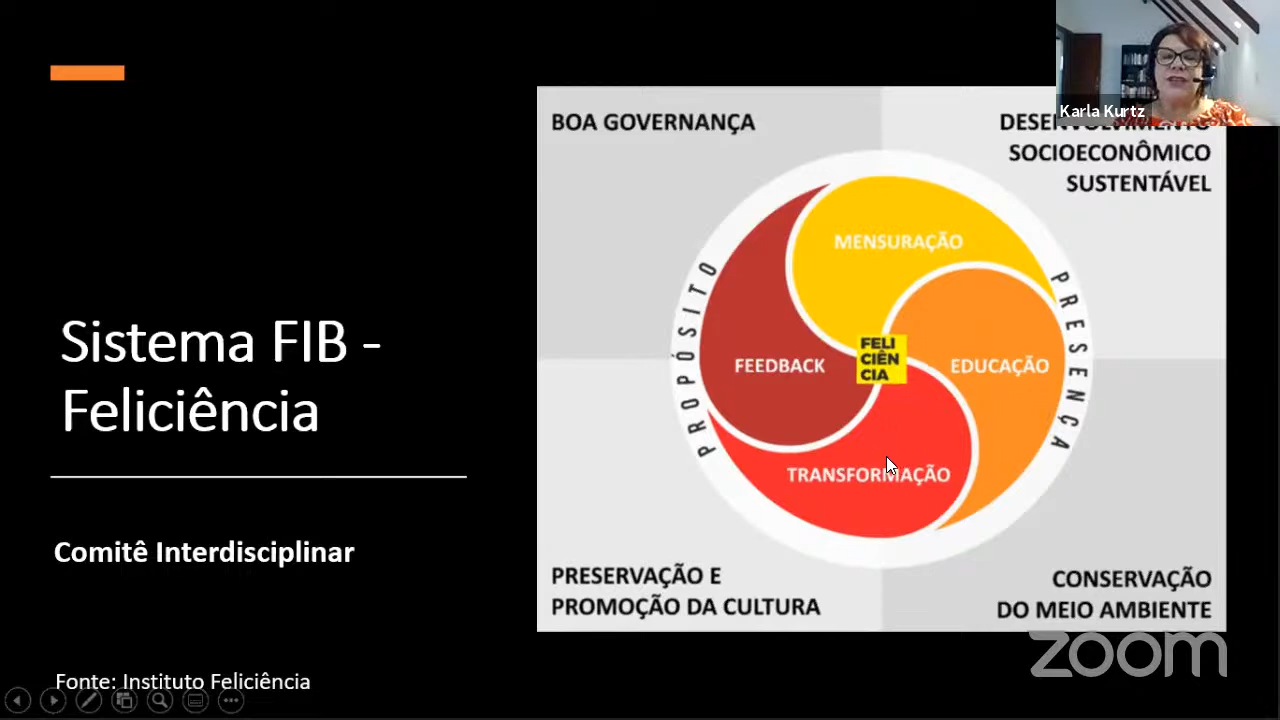 Karla Kurtz
Sistema FIB -
Feliciência
Comitê Interdisciplinar
Fonte: Instituto Feliciência
BOA GOVERNANÇA
DESENVOLVIMENTO
SOCIOECONÔMICO
SUSTENTÁVEL
PROPÓSITO
PRESENÇA
MENSURAÇÃO
FEEDBACK
FELI
CIÊN
CIA
EDUCAÇÃO
TRANSFORMAÇÃO
PRESERVAÇÃO E
PROMOÇÃO DA CULTURA
CONSERVAÇÃO
DO MEIO AMBIENTE
zoom